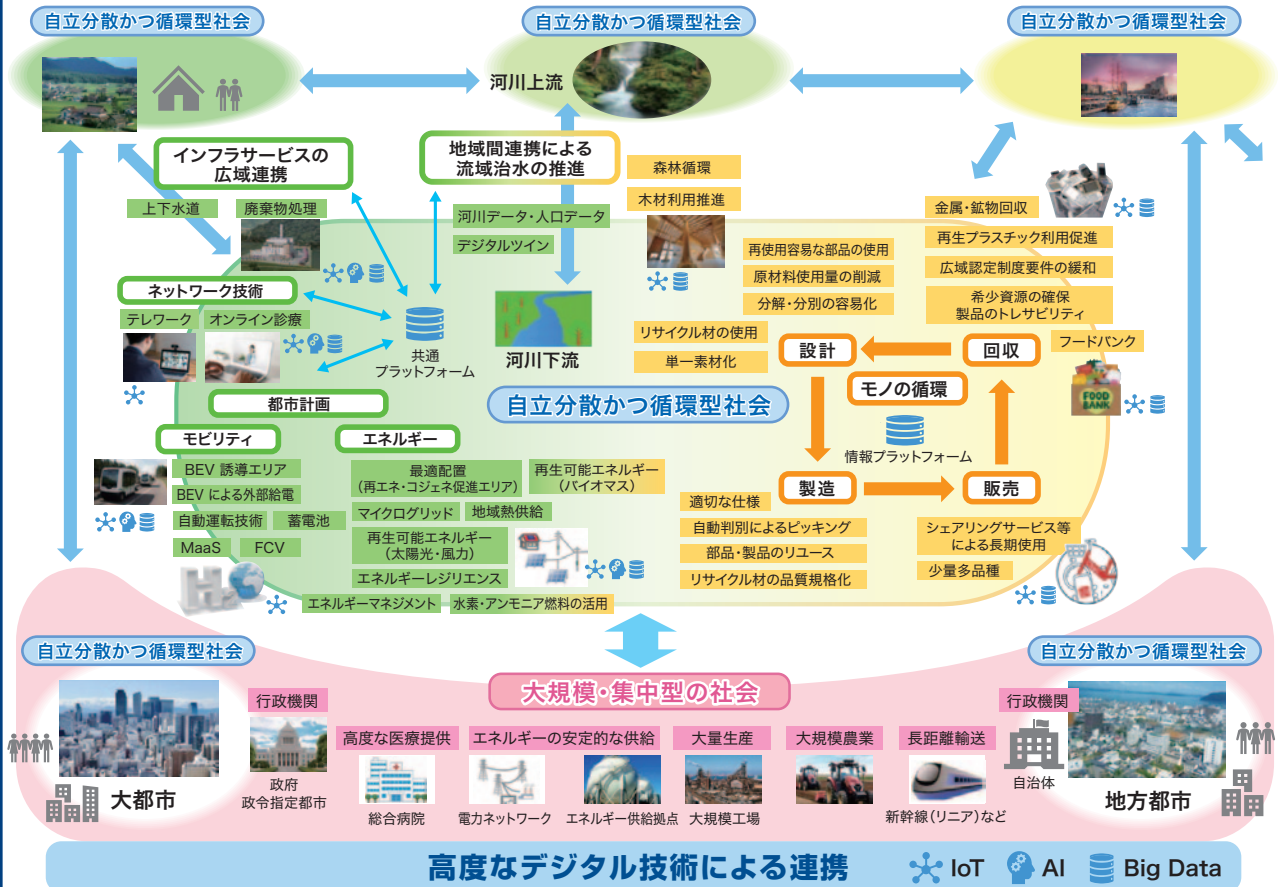 自立分散かつ循環型社会
自立分散かつ循環型社会
自立分散かつ循環型社会
河川上流
インフラサービスの
広域連携
地域間連携による
流域治水の推進
森林循環
木材利用推進
上下水道
廃棄物処理
河川データ・人口データ
デジタルツイン
金属・鉱物回収
再生プラスチック利用促進
広域認定制度要件の緩和
希少資源の確保
製品のトレサビリティ
再使用容易な部品の使用
原材料使用量の削減
分解・分別の容易化
ネットワーク技術
テレワーク
オンライン診療
共通
プラットフォーム
河川下流
リサイクル材の使用
単一素材化
設計
回収
フードバンク
FOOD
BANK
モノの循環
都市計画
自立分散かつ循環型社会
情報プラットフォーム
モビリティ
エネルギー
BEV 誘導エリア
BEV による外部給電
自動運転技術
蓄電池
MaaS
FCV
H2
最適配置
(再エネ・コジェネ促進エリア)
再生可能エネルギー
(バイオマス)
マイクログリッド
地域熱供給
再生可能エネルギー
(太陽光・風力)
エネルギーレジリエンス
エネルギーマネジメント
水素・アンモニア燃料の活用
製造
販売
適切な仕様
自動判別によるピッキング
部品・製品のリユース
リサイクル材の品質規格化
シェアリングサービス等
による長期使用
少量多品種
自立分散かつ循環型社会
大規模・集中型の社会
自立分散かつ循環型社会
大都市
行政機関
政府
政令指定都市
高度な医療提供
総合病院
エネルギーの安定的な供給
電力ネットワーク
エネルギー供給拠点
大量生産
大規模工場
大規模農業
長距離輸送
新幹線(リニア)など
行政機関
自治体
地方都市
高度なデジタル技術による連携
IoT
AI
Big Data